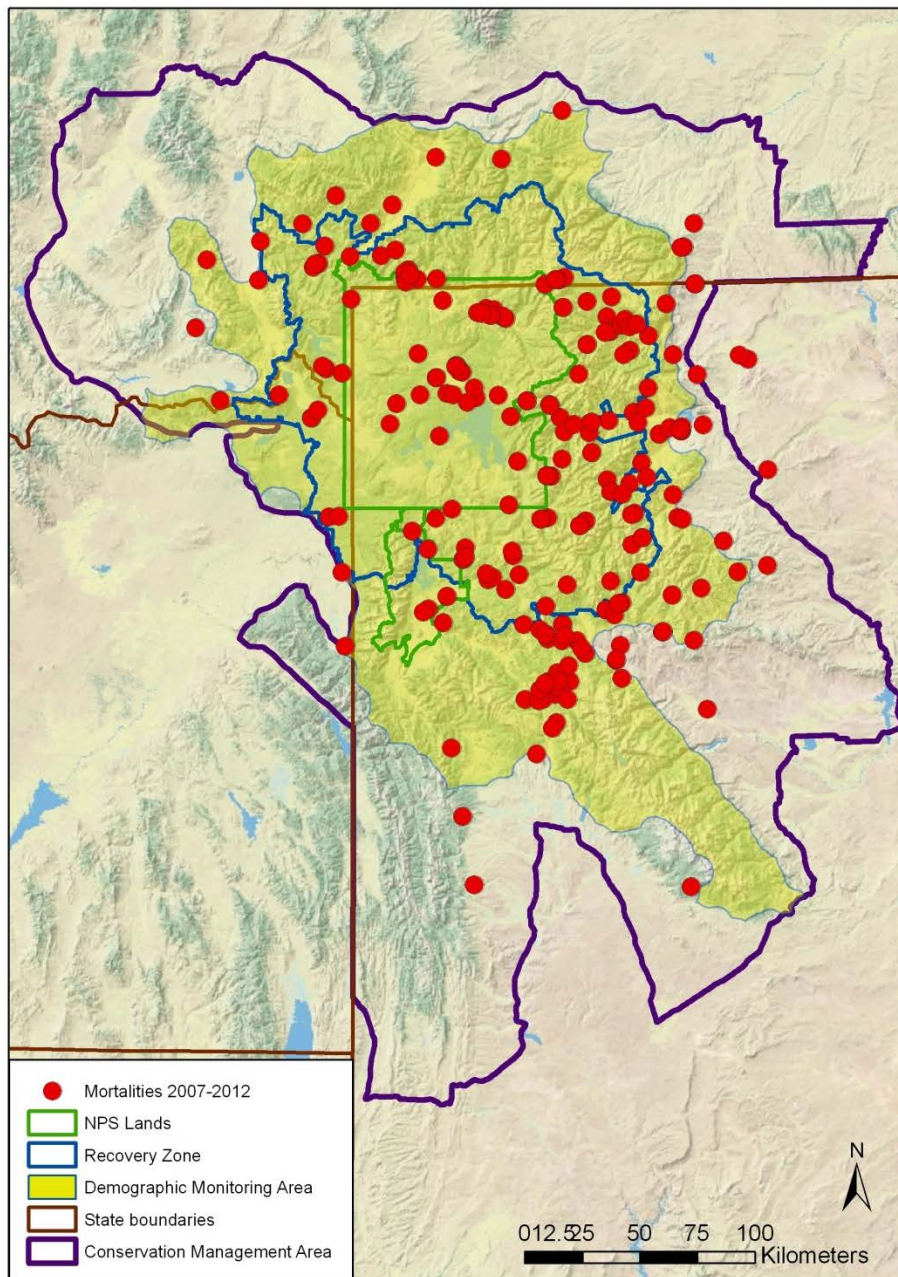 Mortalities 2007-2012
NPS Lands
Recovery Zone
Demographic Monitoring Area
State boundaries
Conservation Management Area
N
012.525 50 75 100
Kilometers